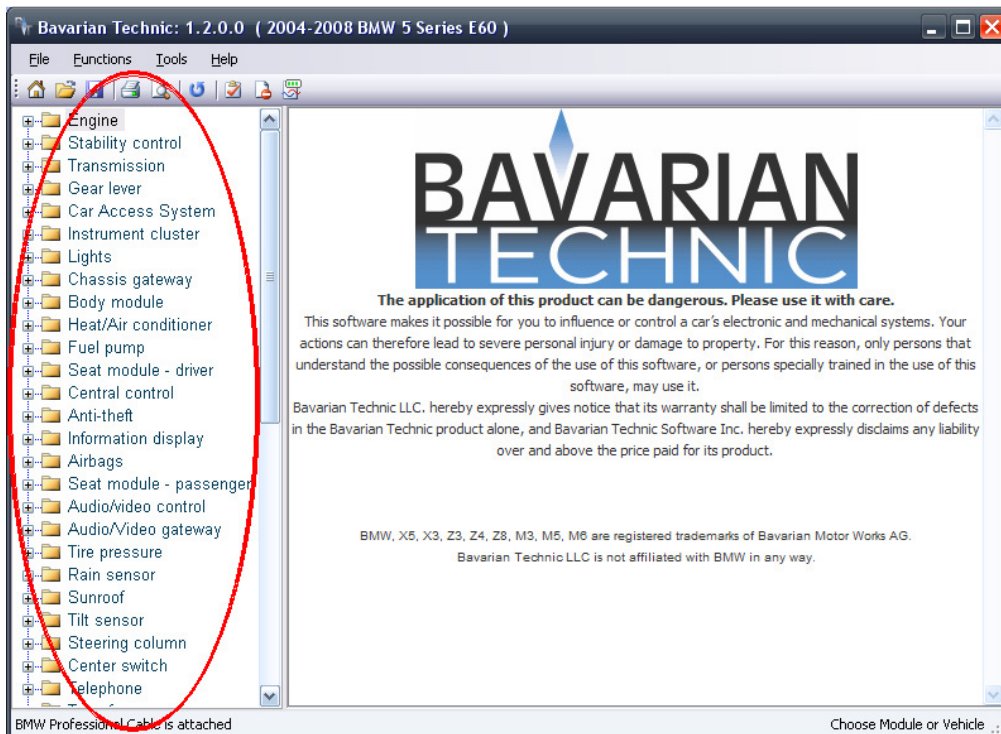 Bavarian Technic: 1.2.0.0 ( 2004-2008 BMW 5 Series E60 )
File Functions Tools Help
Engine
Stability control
Transmission
Gear lever
Car Access System
Instrument cluster
Lights
Chassis gateway
Body module
Heat/Air conditioner
Fuel pump
Seat module - driver
Central control
Anti-theft
Information display
Airbags
Seat module - passenger
Audio/video control
Audio/Video gateway
Tire pressure
Rain sensor
Sunroof
Tilt sensor
Steering column
Center switch
Telephone
BAVARIAN
TECHNIC
The application of this product can be dangerous. Please use it with care.
This software makes it possible for you to influence or control a car's electronic and mechanical systems. Your
actions can therefore lead to severe personal injury or damage to property. For this reason, only persons that
understand the possible consequences of the use of this software, or persons specially trained in the use of this
software, may use it.
Bavarian Technic LLC. hereby expressly gives notice that its warranty shall be limited to the correction of defects
in the Bavarian Technic product alone, and Bavarian Technic Software Inc. hereby expressly disclaims any liability
over and above the price paid for its product.
BMW, X5, X3, Z3, Z4, Z8, M3, M5, M6 are registered trademarks of Bavarian Motor Works AG.
Bavarian Technic LLC is not affiliated with BMW in any way.
BMW Professional Cable is attached
Choose Module or Vehicle